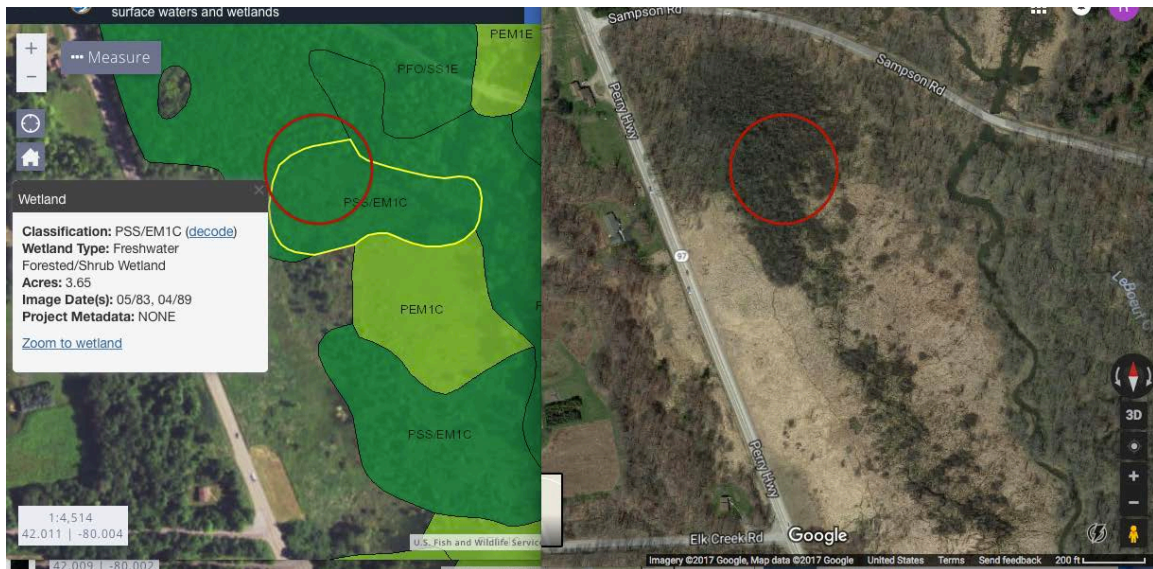 surface waters and wetlands
+
−
••• Measure
PEM1E
PFO/SS1E
PSS/EM1C
PEM1C
PSS/EM1C
Wetland
×
Classification: PSS/EM1C (decode)
Wetland Type: Freshwater
Forested/Shrub Wetland
Acres: 3.65
Image Date(s): 05/83, 04/89
Project Metadata: NONE
Zoom to wetland
1:4,514
42.011 | -80.004
42.009 | -80.002
U.S. Fish and Wildlife Service
Sampson Rd
Sampson Rd
Perry Hwy
97
Perry Hwy
Elk Creek Rd
Google
3D
+
−
Imagery ©2017 Google, Map data ©2017 Google United States Terms Send feedback 200 ft